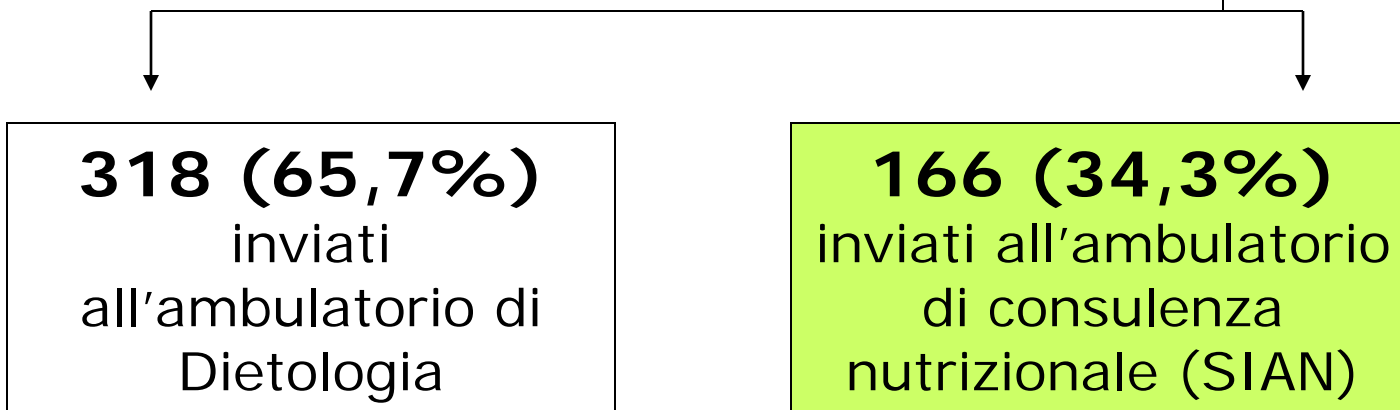 318 (65,7%)
inviati
all'ambulatorio di
Dietologia
166 (34,3%)
inviati all'ambulatorio
di consulenza
nutrizionale (SIAN)